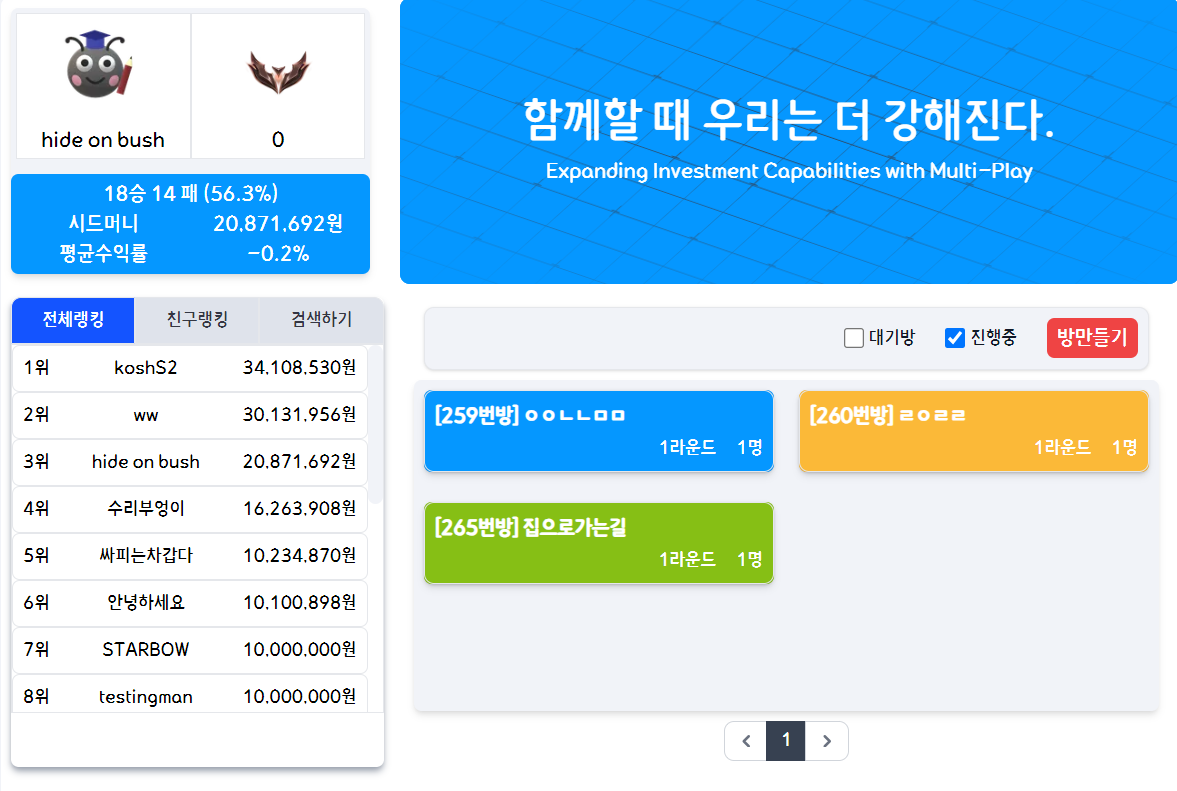 hide on bush
0
18승 14 패 (56.3%)
시드머니 20,871,692원
평균수익률 -0.2%
전체랭킹 친구랭킹 검색하기
1위 koshS2 34,108,530원
2위 ww 30,131,956원
3위 hide on bush 20,871,692원
4위 수리부엉이 16,263,908원
5위 싸피는차갑다 10,234,870원
6위 안녕하세요 10,100,898원
7위 STARBOW 10,000,000원
8위 testingman 10,000,000원
함께할 때 우리는 더 강해진다.
Expanding Investment Capabilities with Multi-Play
대기방 진행중 방만들기
[259번방] ㅇㅇㄴㄴㅁㅁ
1라운드 1명
[260번방] ㄹㅇㄹㄹ
1라운드 1명
[265번방] 집으로가는길
1라운드 1명
1